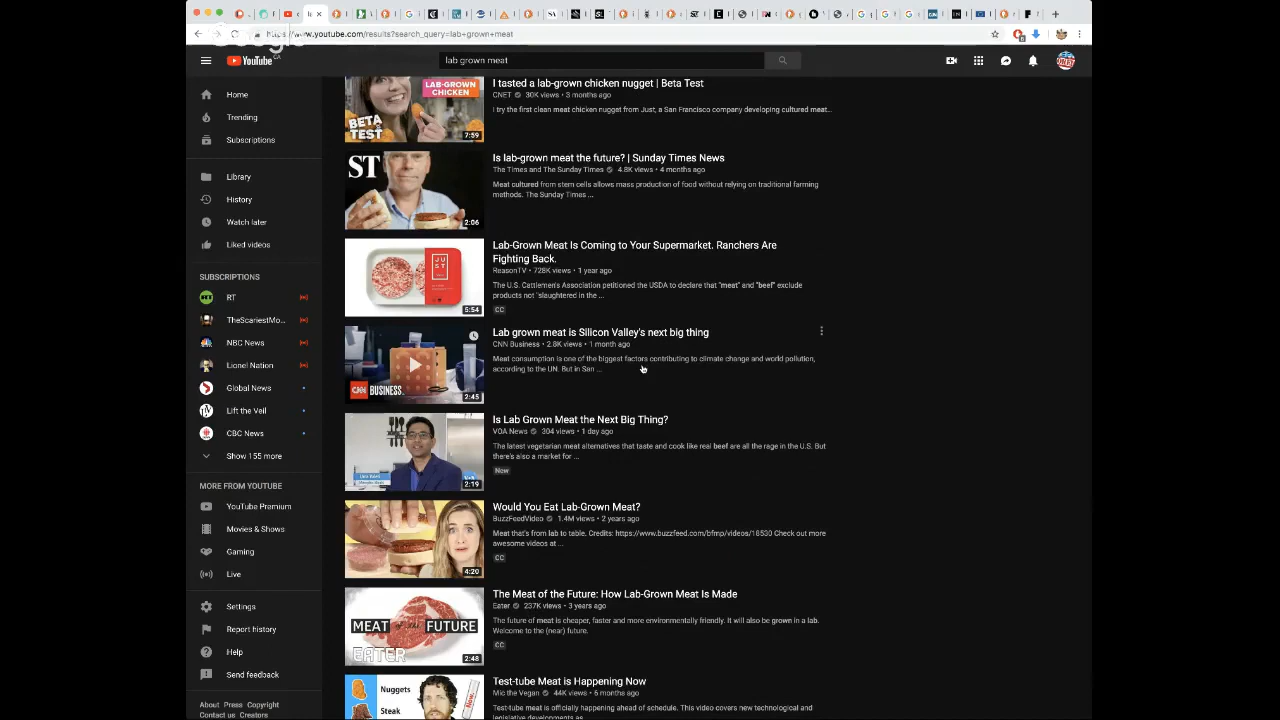 Google
https://www.youtube.com/results?search_query=lab+grown+meat
YouTube CA
lab grown meat
Home
Trending
Subscriptions
Library
History
Watch later
Liked videos
SUBSCRIPTIONS
RT
TheScariestMo...
NBC News
Lionel Nation
Global News
Lift the Veil
CBC News
Show 155 more
MORE FROM YOUTUBE
YouTube Premium
Movies & Shows
Gaming
Live
Settings
Report history
Help
Send feedback
About Press Copyright
Contact us Creators
LAB-GROWN
CHICKEN
BETA
TEST
7:59
I tasted a lab-grown chicken nugget | Beta Test
CNET 30K views • 3 months ago
I try the first clean meat chicken nugget from Just, a San Francisco company developing cultured meat...
ST
2:06
Is lab-grown meat the future? | Sunday Times News
The Times and The Sunday Times 4.8K views • 4 months ago
Meat cultured from stem cells allows mass production of food without relying on traditional farming
methods. The Sunday Times ...
JUST
5:54
Lab-Grown Meat Is Coming to Your Supermarket. Ranchers Are
Fighting Back.
ReasonTV • 728K views • 1 year ago
The U.S. Cattlemen's Association petitioned the USDA to declare that "meat" and "beef" exclude
products not "slaughtered in the ...
CC
CNN BUSINESS
2:45
Lab grown meat is Silicon Valley's next big thing
CNN Business • 2.8K views • 1 month ago
Meat consumption is one of the biggest factors contributing to climate change and world pollution,
according to the UN. But in San ...
2:19
Is Lab Grown Meat the Next Big Thing?
VOA News 304 views • 1 day ago
The latest vegetarian meat alternatives that taste and cook like real beef are all the rage in the U.S. But
there's also a market for ...
New
4:20
Would You Eat Lab-Grown Meat?
BuzzFeedVideo 1.4M views • 2 years ago
Meat that's from lab to table. Credits: https://www.buzzfeed.com/bfmp/videos/18530 Check out more
awesome videos at ...
CC
MEAT of the FUTURE
EATER
2:48
The Meat of the Future: How Lab-Grown Meat Is Made
Eater 237K views • 3 years ago
The future of meat is cheaper, faster and more environmentally friendly. It will also be grown in a lab.
Welcome to the (near) future.
CC
Nuggets
Steak
Test-tube Meat is Happening Now
Mic the Vegan 44K views • 6 months ago
Test-tube meat is officially happening ahead of schedule. This video covers new technological and
legislative developments as